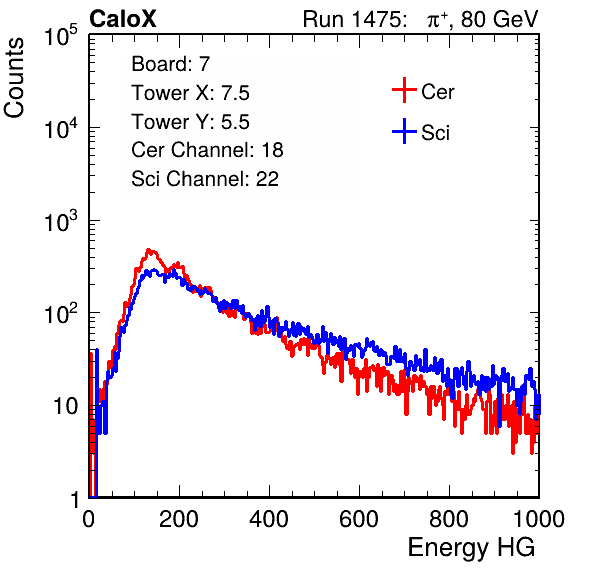 CaloX Run 1475: π⁺, 80 GeV
Counts
Board: 7
Tower X: 7.5
Tower Y: 5.5
Cer Channel: 18
Sci Channel: 22
Cer
Sci
10⁵
10⁴
10³
10²
10
1
0 200 400 600 800 1000
Energy HG